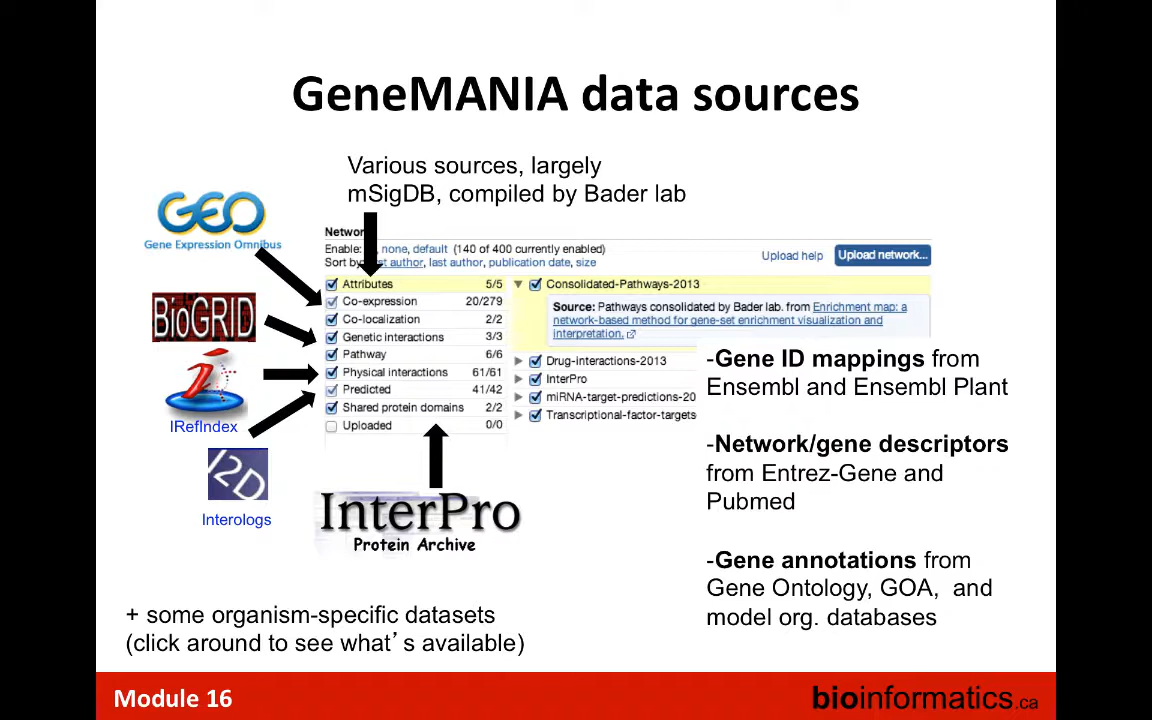 GeneMANIA data sources
Various sources, largely
mSigDB, compiled by Bader lab
GEO
Gene Expression Omnibus
BioGRID
i
IRefIndex
I2D
Interologs
Enable: none, default (140 of 400 currently enabled)
Sort by author, last author, publication date, size
Upload help
Upload network...
Attributes 5/5
Co-expression 20/279
Co-localization 2/2
Genetic interactions 3/3
Pathway 6/6
Physical interactions 61/61
Predicted 41/42
Shared protein domains 2/2
Uploaded 0/0
Consolidated-Pathways-2013
Source: Pathways consolidated by Bader lab. from Enrichment map: a
network-based method for gene-set enrichment visualization and
interpretation.
Drug-interactions-2013
InterPro
miRNA-target-predictions-20
Transcriptional-factor-targets
InterPro
Protein Archive
-Gene ID mappings from
Ensembl and Ensembl Plant
-Network/gene descriptors
from Entrez-Gene and
Pubmed
-Gene annotations from
Gene Ontology, GOA, and
model org. databases
+ some organism-specific datasets
(click around to see what’s available)
Module 16
bioinformatics.ca